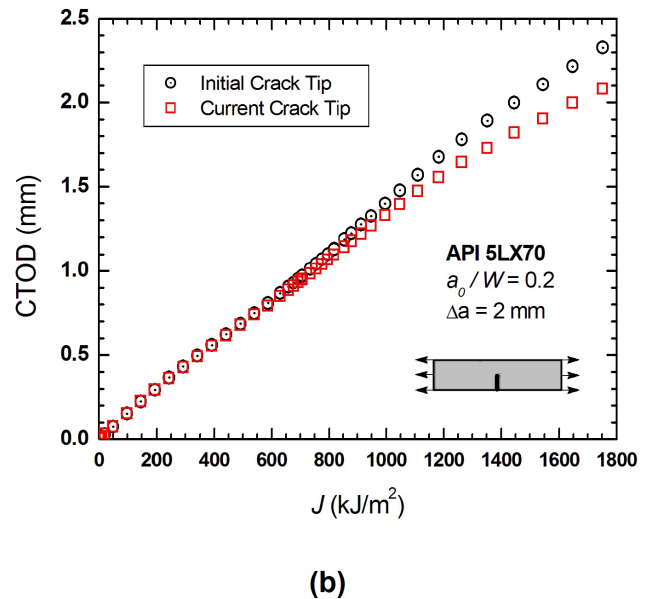 2.5
2.0
1.5
1.0
0.5
0.0
CTOD (mm)
Initial Crack Tip
Current Crack Tip
API 5LX70
a₀ / W = 0.2
Δa = 2 mm
0 200 400 600 800 1000 1200 1400 1600 1800
J (kJ/m²)
(b)